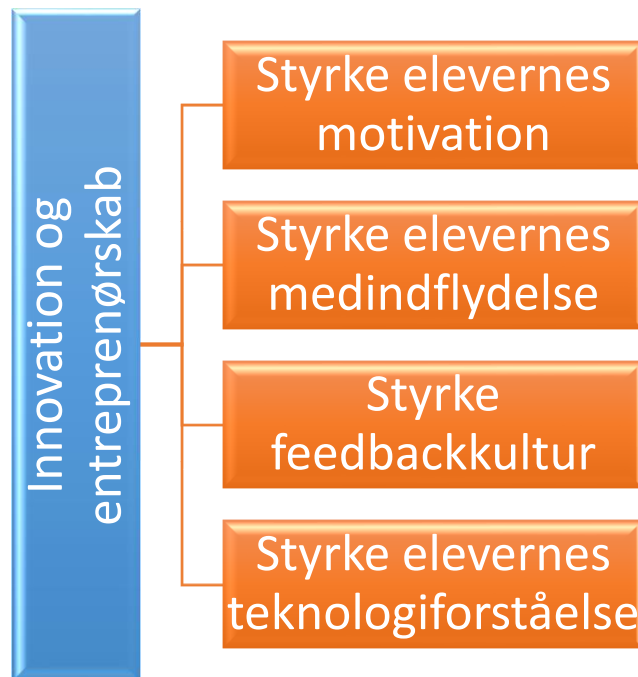 Innovation og
entreprenørskab
Styrke elevernes
motivation
Styrke elevernes
medindflydelse
Styrke
feedbackkultur
Styrke elevernes
teknologiforståelse